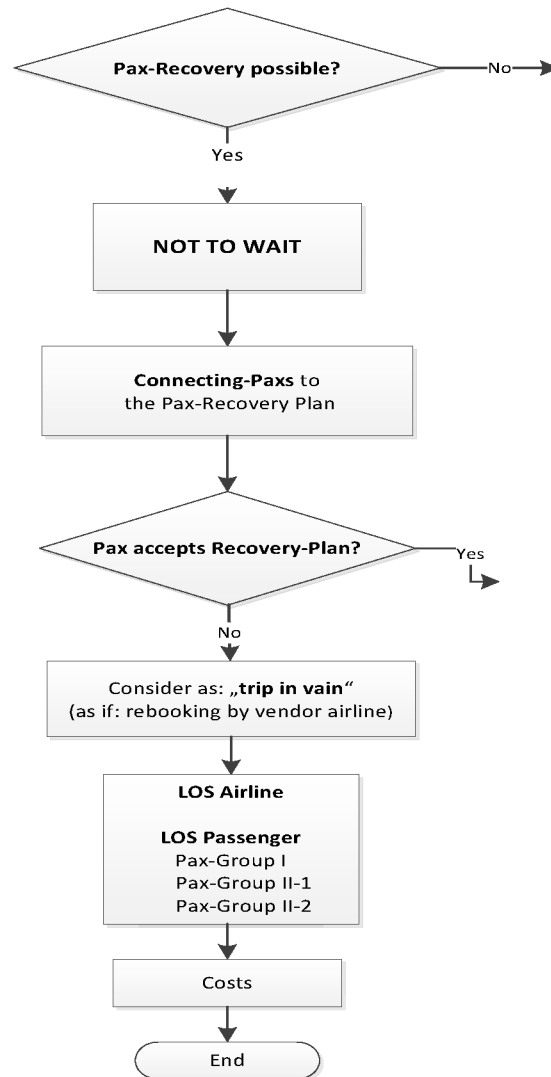 Pax-Recovery possible?
No
Yes
NOT TO WAIT
Connecting-Paxs to
the Pax-Recovery Plan
Pax accepts Recovery-Plan?
Yes
No
Consider as: „trip in vain“
(as if: rebooking by vendor airline)
LOS Airline
LOS Passenger
Pax-Group I
Pax-Group II-1
Pax-Group II-2
Costs
End